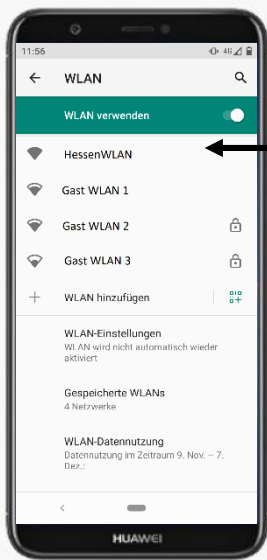 11:56
4G
WLAN
WLAN verwenden
HessenWLAN
Gast WLAN 1
Gast WLAN 2
Gast WLAN 3
WLAN hinzufügen
WLAN-Einstellungen
WLAN wird nicht automatisch wieder
aktiviert
Gespeicherte WLANs
4 Netzwerke
WLAN-Datennutzung
Datennutzung im Zeitraum 9. Nov. – 7.
Dez.:
HUAWEI